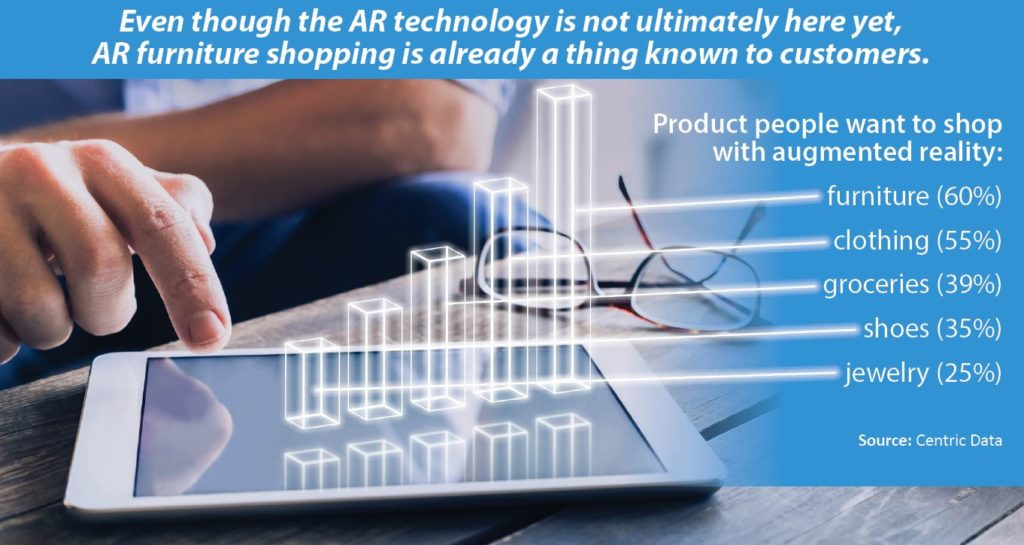 Even though the AR technology is not ultimately here yet,
AR furniture shopping is already a thing known to customers.
Product people want to shop
with augmented reality:
furniture (60%)
clothing (55%)
groceries (39%)
shoes (35%)
jewelry (25%)
Source: Centric Data